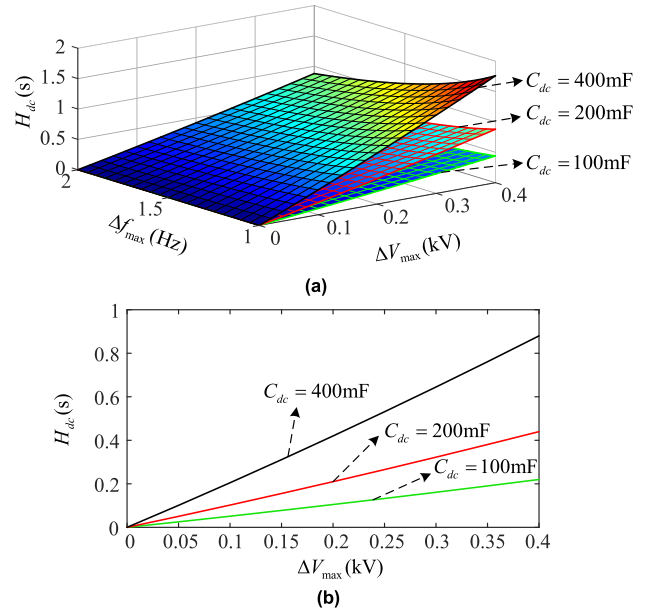 2
1.5
1
0.5
0
H_dc (s)
C_dc = 400mF
C_dc = 200mF
C_dc = 100mF
2
1.5
1
Δf_max (Hz)
0
0.1
0.2
0.3
0.4
ΔV_max (kV)
(a)
1
0.8
0.6
0.4
0.2
0
H_dc (s)
C_dc = 400mF
C_dc = 200mF
C_dc = 100mF
0
0.05
0.1
0.15
0.2
0.25
0.3
0.35
0.4
ΔV_max (kV)
(b)